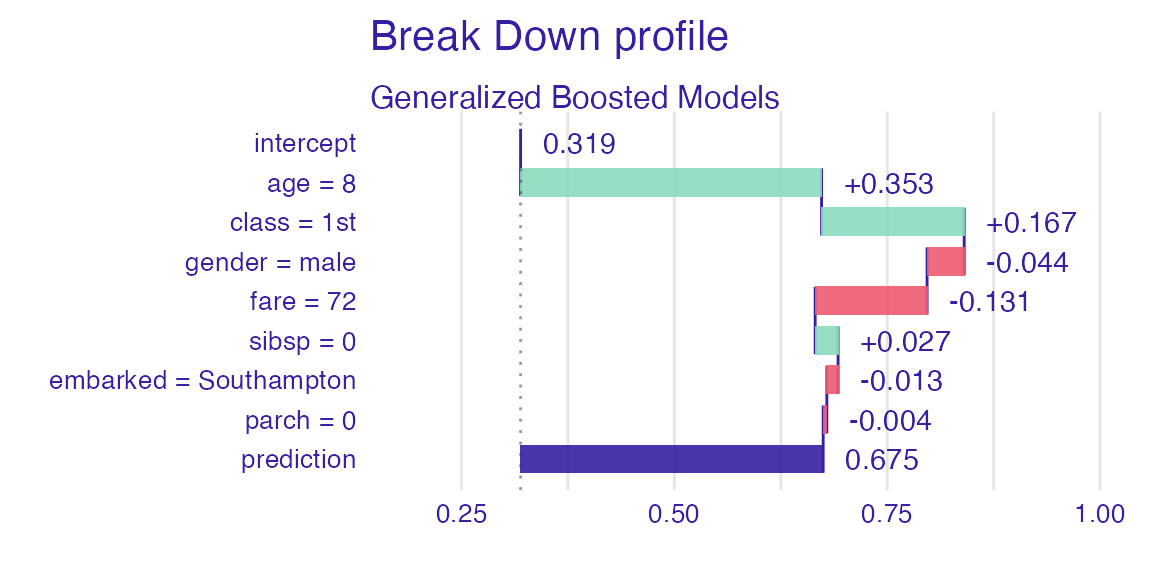 Break Down profile
Generalized Boosted Models
intercept 0.319
age = 8 +0.353
class = 1st +0.167
gender = male -0.044
fare = 72 -0.131
sibsp = 0 +0.027
embarked = Southampton -0.013
parch = 0 -0.004
prediction 0.675
0.25 0.50 0.75 1.00